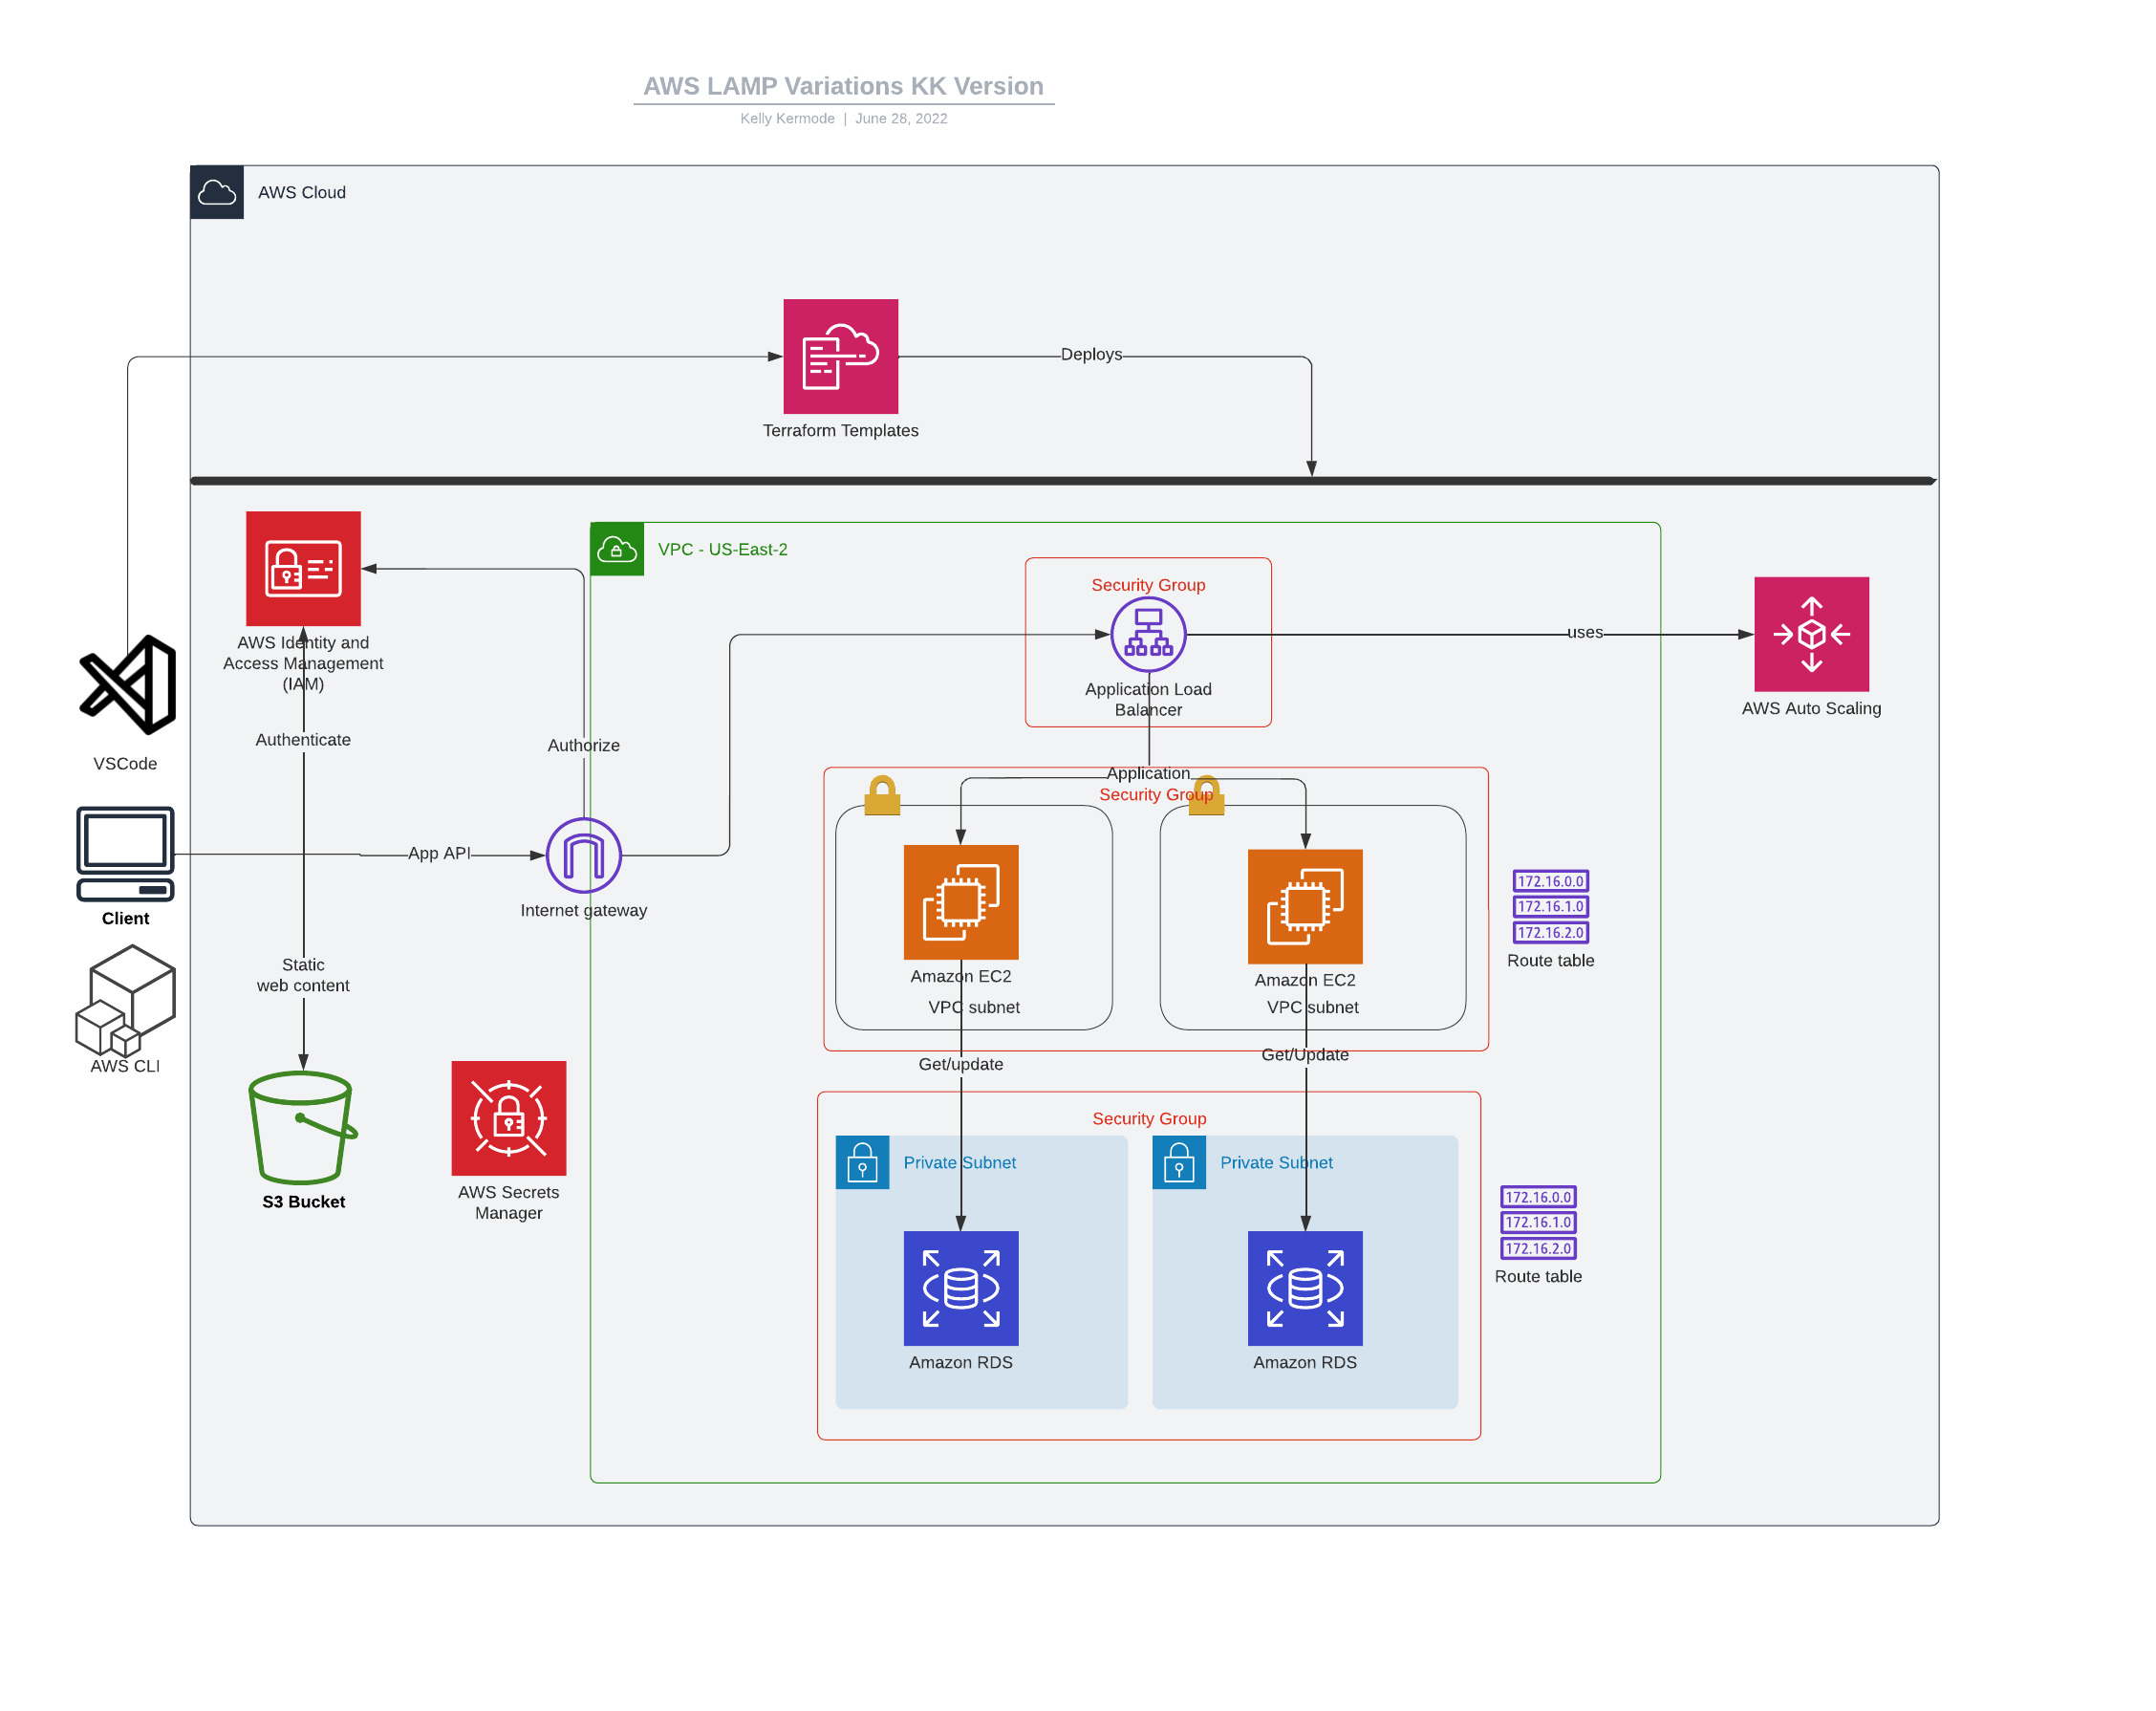 AWS LAMP Variations KK Version
Kelly Kermode | June 28, 2022
AWS Cloud
Deploys
Terraform Templates
VPC - US-East-2
Security Group
AWS Identity and
Access Management
(IAM)
uses
Application Load
Balancer
AWS Auto Scaling
Authenticate
Authorize
VSCode
Application
Security Group
App API
Client
Internet gateway
172.16.0.0
172.16.1.0
172.16.2.0
Route table
Static
web content
Amazon EC2
VPC subnet
Amazon EC2
VPC subnet
AWS CLI
Get/update
Get/Update
Security Group
Private Subnet
Private Subnet
S3 Bucket
AWS Secrets
Manager
172.16.0.0
172.16.1.0
172.16.2.0
Route table
Amazon RDS
Amazon RDS